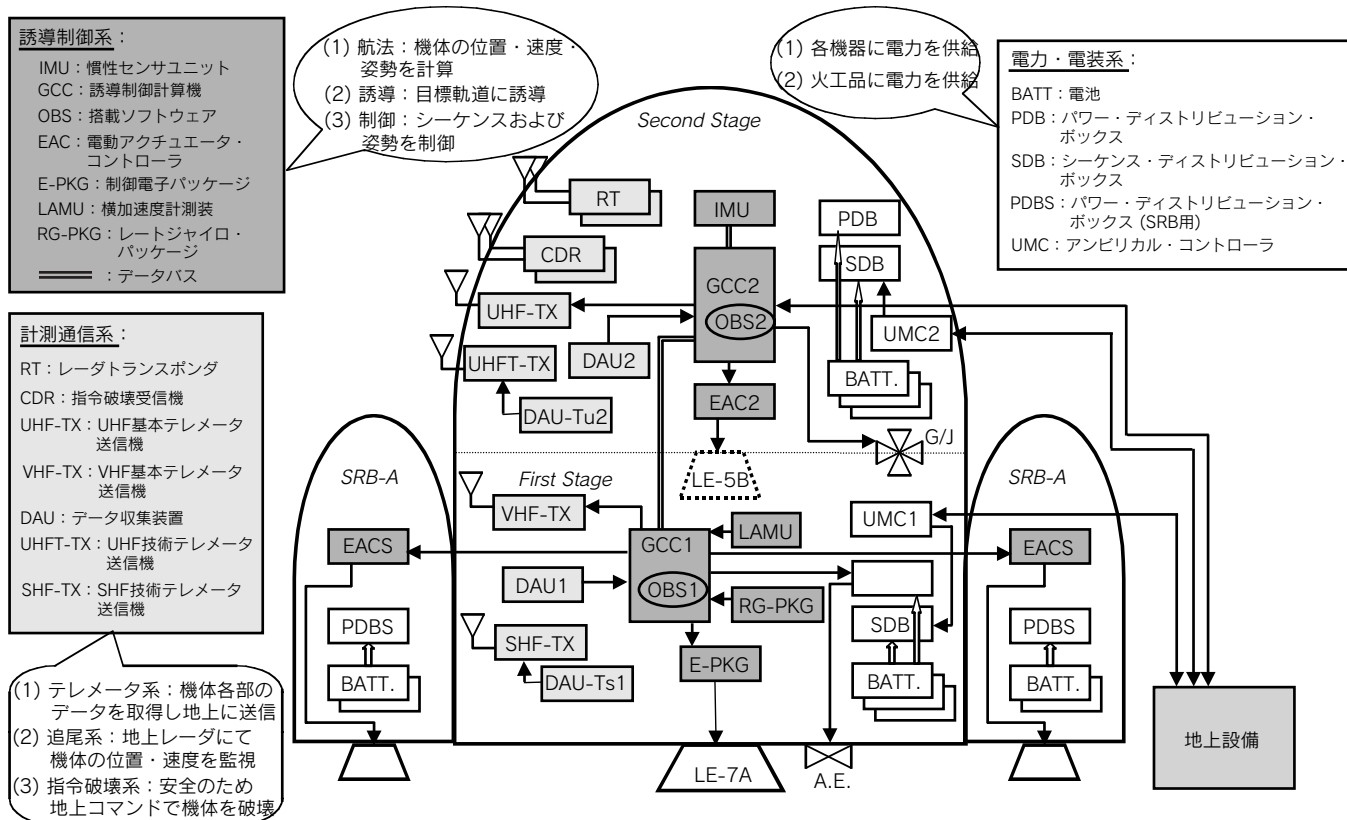 誘導制御系：
IMU：慣性センサユニット
GCC：誘導制御計算機
OBS：搭載ソフトウェア
EAC：電動アクチュエータ・
コントローラ
E-PKG：制御電子パッケージ
LAMU：横加速度計測装
RG-PKG：レートジャイロ・
パッケージ
：データバス
(1) 航法：機体の位置・速度・
姿勢を計算
(2) 誘導：目標軌道に誘導
(3) 制御：シーケンスおよび
姿勢を制御
(1) 各機器に電力を供給
(2) 火工品に電力を供給
電力・電装系：
BATT：電池
PDB：パワー・ディストリビューション・
ボックス
SDB：シーケンス・ディストリビューション・
ボックス
PDBS：パワー・ディストリビューション・
ボックス (SRB用)
UMC：アンビリカル・コントローラ
計測通信系：
RT：レーダトランスポンダ
CDR：指令破壊受信機
UHF-TX：UHF基本テレメータ
送信機
VHF-TX：VHF基本テレメータ
送信機
DAU：データ収集装置
UHFT-TX：UHF技術テレメータ
送信機
SHF-TX：SHF技術テレメータ
送信機
(1) テレメータ系：機体各部の
データを取得し地上に送信
(2) 追尾系：地上レーダにて
機体の位置・速度を監視
(3) 指令破壊系：安全のため
地上コマンドで機体を破壊
Second Stage
RT
IMU
PDB
CDR
SDB
GCC2
UHF-TX
OBS2
UMC2
DAU2
UHFT-TX
BATT.
EAC2
DAU-Tu2
G/J
LE-5B
First Stage
SRB-A
EACS
PDBS
BATT.
VHF-TX
UMC1
LAMU
GCC1
DAU1
OBS1
RG-PKG
SDB
SHF-TX
E-PKG
DAU-Ts1
BATT.
LE-7A
A.E.
SRB-A
EACS
PDBS
BATT.
地上設備